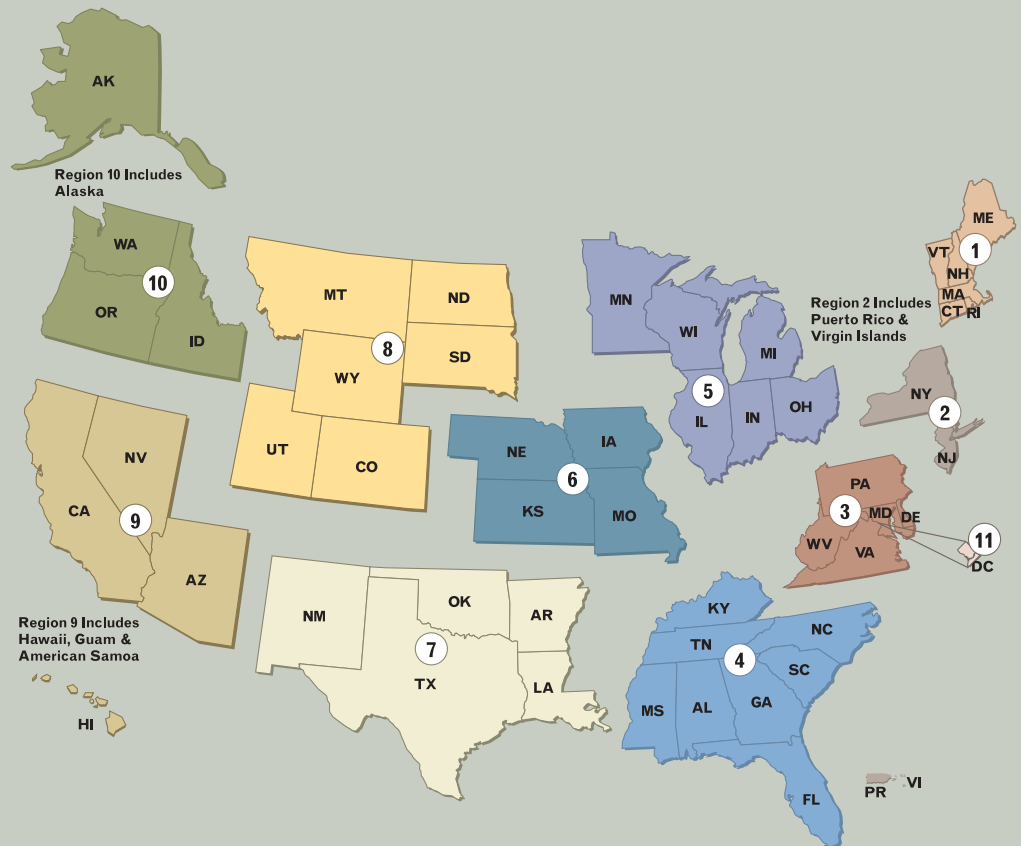 AK
Region 10 Includes
Alaska
WA
10
OR
ID
MT
ND
8
SD
WY
UT
CO
MN
WI
MI
5
IL
IN
OH
ME
1
VT
NH
MA
CT
RI
Region 2 Includes
Puerto Rico &
Virgin Islands
NY
2
NJ
NV
CA
9
AZ
NE
IA
6
KS
MO
PA
3
MD
DE
WV
VA
11
DC
Region 9 Includes
Hawaii, Guam &
American Samoa
HI
NM
OK
AR
7
TX
LA
KY
NC
TN
4
SC
MS
AL
GA
FL
PR
VI